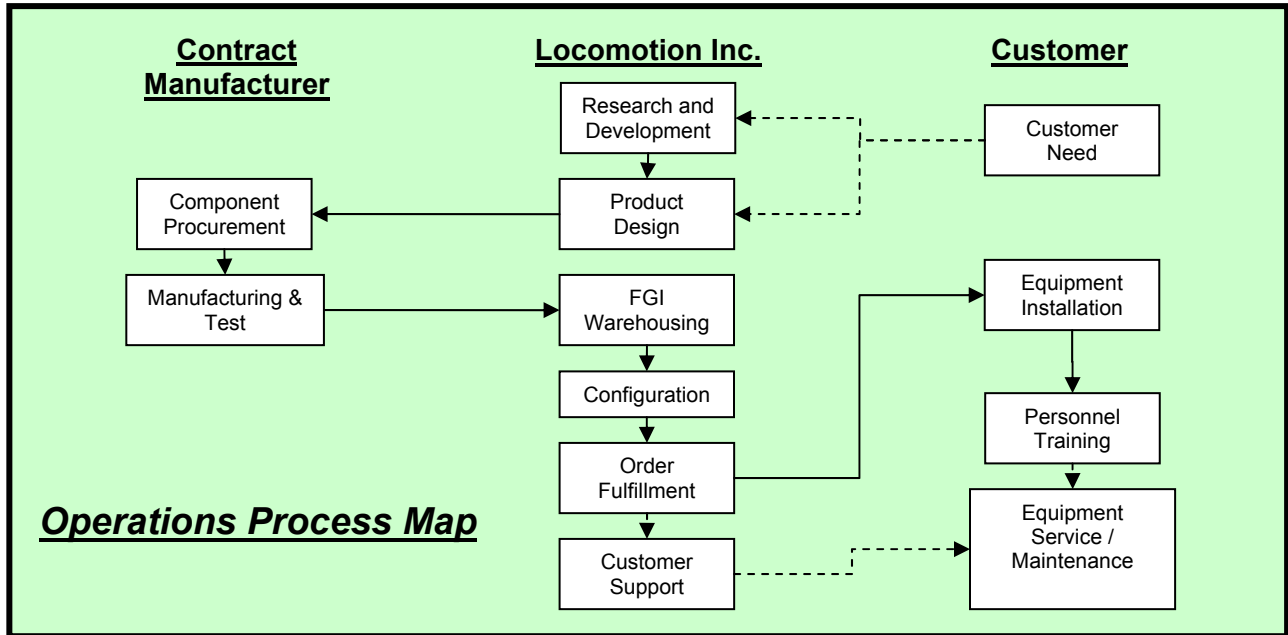 Contract
Manufacturer
Locomotion Inc.
Customer
Research and
Development
Customer
Need
Component
Procurement
Product
Design
Manufacturing &
Test
FGI
Warehousing
Equipment
Installation
Configuration
Personnel
Training
Order
Fulfillment
Operations Process Map
Equipment
Service /
Maintenance
Customer
Support